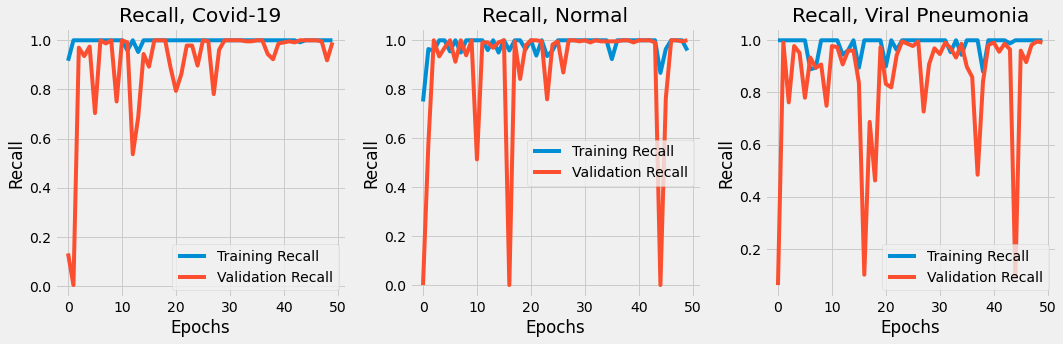 Recall, Covid-19
1.0
0.8
0.6
0.4
0.2
0.0
Recall
Training Recall
Validation Recall
0 10 20 30 40 50
Epochs
Recall, Normal
1.0
0.8
0.6
0.4
0.2
0.0
Recall
Training Recall
Validation Recall
0 10 20 30 40 50
Epochs
Recall, Viral Pneumonia
1.0
0.8
0.6
0.4
0.2
Recall
Training Recall
Validation Recall
0 10 20 30 40 50
Epochs